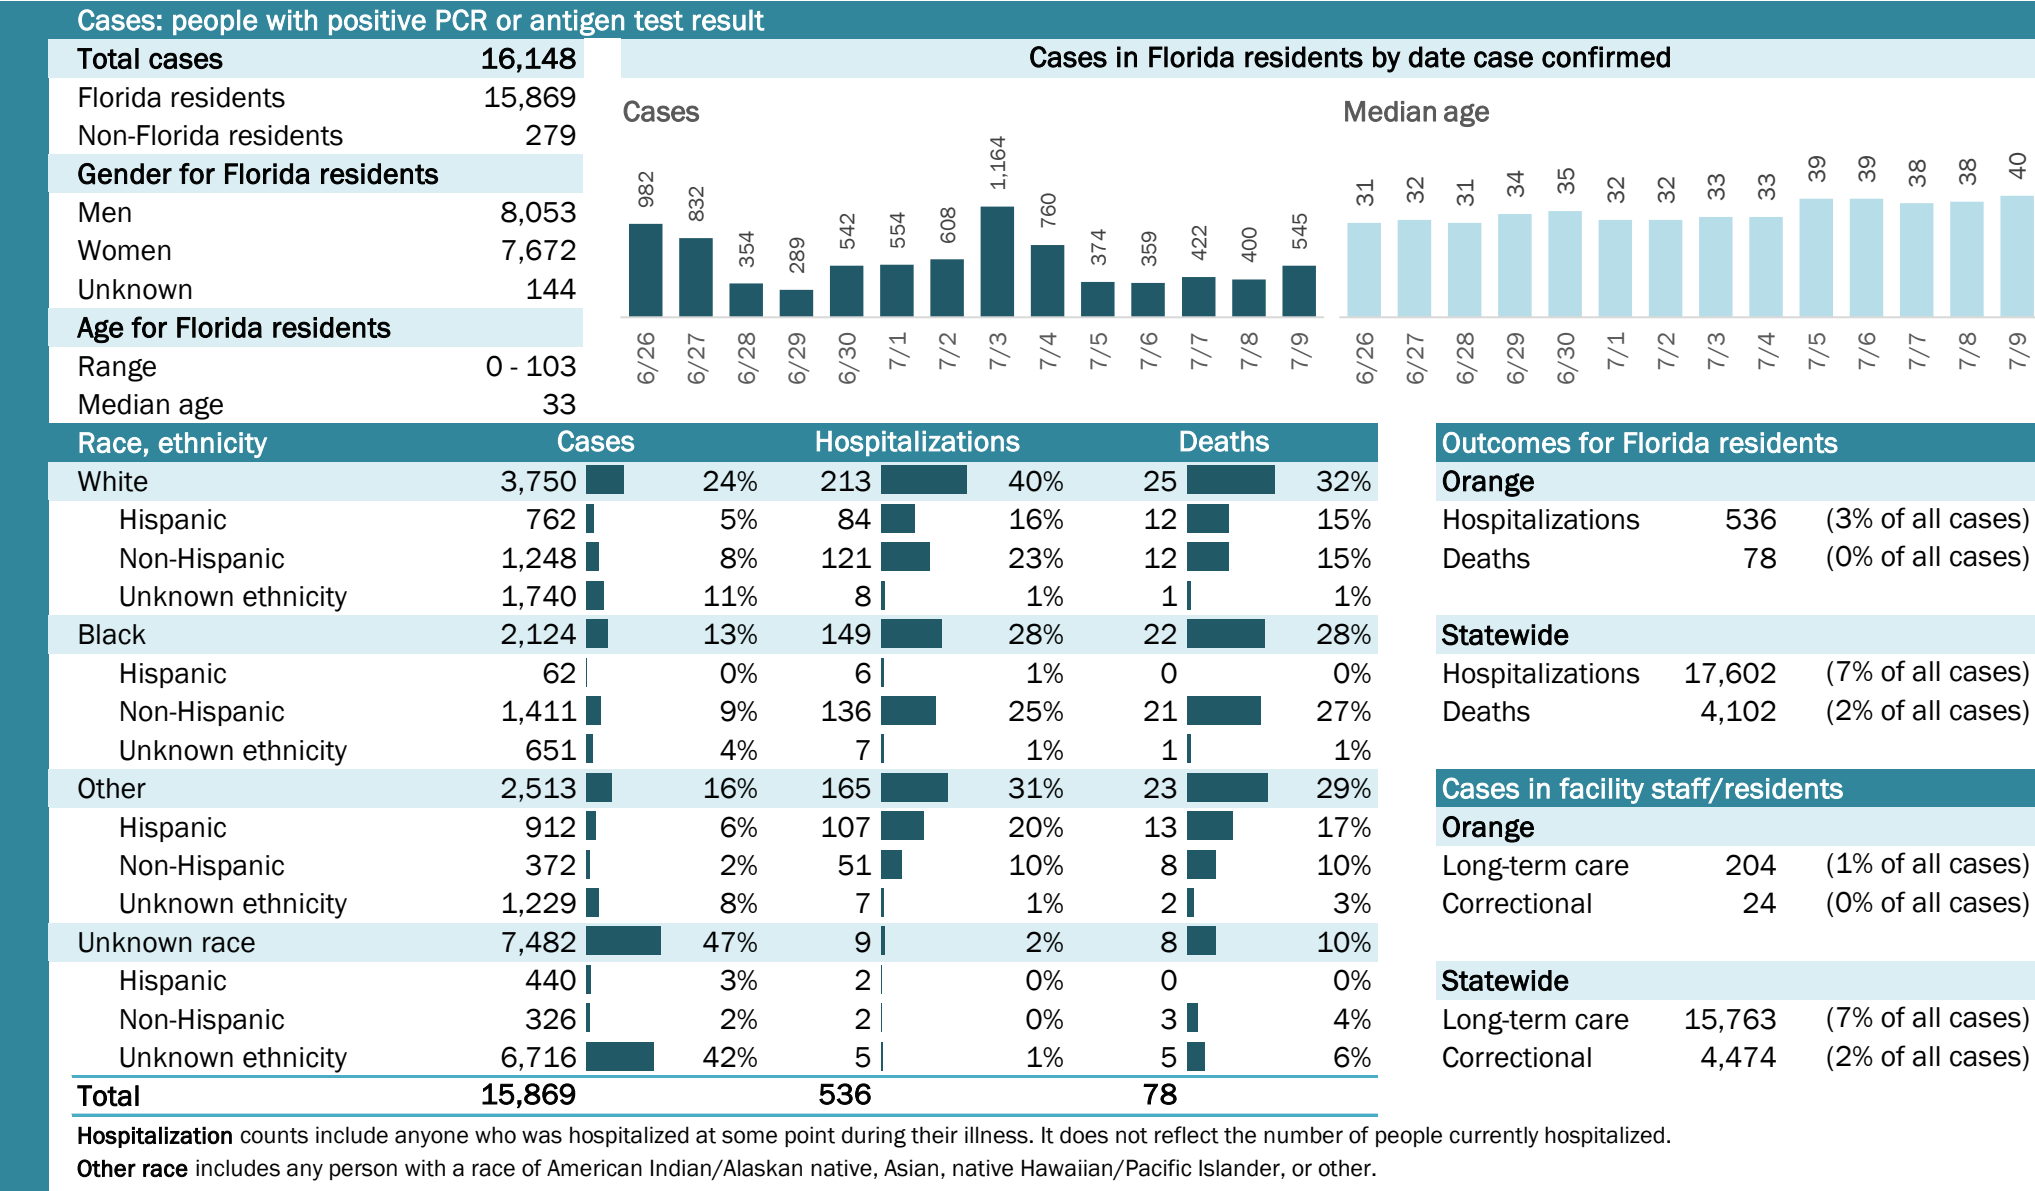 Cases: people with positive PCR or antigen test result
Total cases 16,148
Florida residents 15,869
Non-Florida residents 279
Gender for Florida residents
Men 8,053
Women 7,672
Unknown 144
Age for Florida residents
Range 0 - 103
Median age 33
Cases in Florida residents by date case confirmed
Cases
982 832 354 289 542 554 608 1,164 760 374 359 422 400 545
6/26 6/27 6/28 6/29 6/30 7/1 7/2 7/3 7/4 7/5 7/6 7/7 7/8 7/9
Median age
31 32 31 34 35 32 32 33 33 39 39 38 38 40
6/26 6/27 6/28 6/29 6/30 7/1 7/2 7/3 7/4 7/5 7/6 7/7 7/8 7/9
Race, ethnicity Cases Hospitalizations Deaths
White 3,750 24% 213 40% 25 32%
Hispanic 762 5% 84 16% 12 15%
Non-Hispanic 1,248 8% 121 23% 12 15%
Unknown ethnicity 1,740 11% 8 1% 1 1%
Black 2,124 13% 149 28% 22 28%
Hispanic 62 0% 6 1% 0 0%
Non-Hispanic 1,411 9% 136 25% 21 27%
Unknown ethnicity 651 4% 7 1% 1 1%
Other 2,513 16% 165 31% 23 29%
Hispanic 912 6% 107 20% 13 17%
Non-Hispanic 372 2% 51 10% 8 10%
Unknown ethnicity 1,229 8% 7 1% 2 3%
Unknown race 7,482 47% 9 2% 8 10%
Hispanic 440 3% 2 0% 0 0%
Non-Hispanic 326 2% 2 0% 3 4%
Unknown ethnicity 6,716 42% 5 1% 5 6%
Total 15,869 536 78
Outcomes for Florida residents
Orange
Hospitalizations 536 (3% of all cases)
Deaths 78 (0% of all cases)
Statewide
Hospitalizations 17,602 (7% of all cases)
Deaths 4,102 (2% of all cases)
Cases in facility staff/residents
Orange
Long-term care 204 (1% of all cases)
Correctional 24 (0% of all cases)
Statewide
Long-term care 15,763 (7% of all cases)
Correctional 4,474 (2% of all cases)
Hospitalization counts include anyone who was hospitalized at some point during their illness. It does not reflect the number of people currently hospitalized.
Other race includes any person with a race of American Indian/Alaskan native, Asian, native Hawaiian/Pacific Islander, or other.